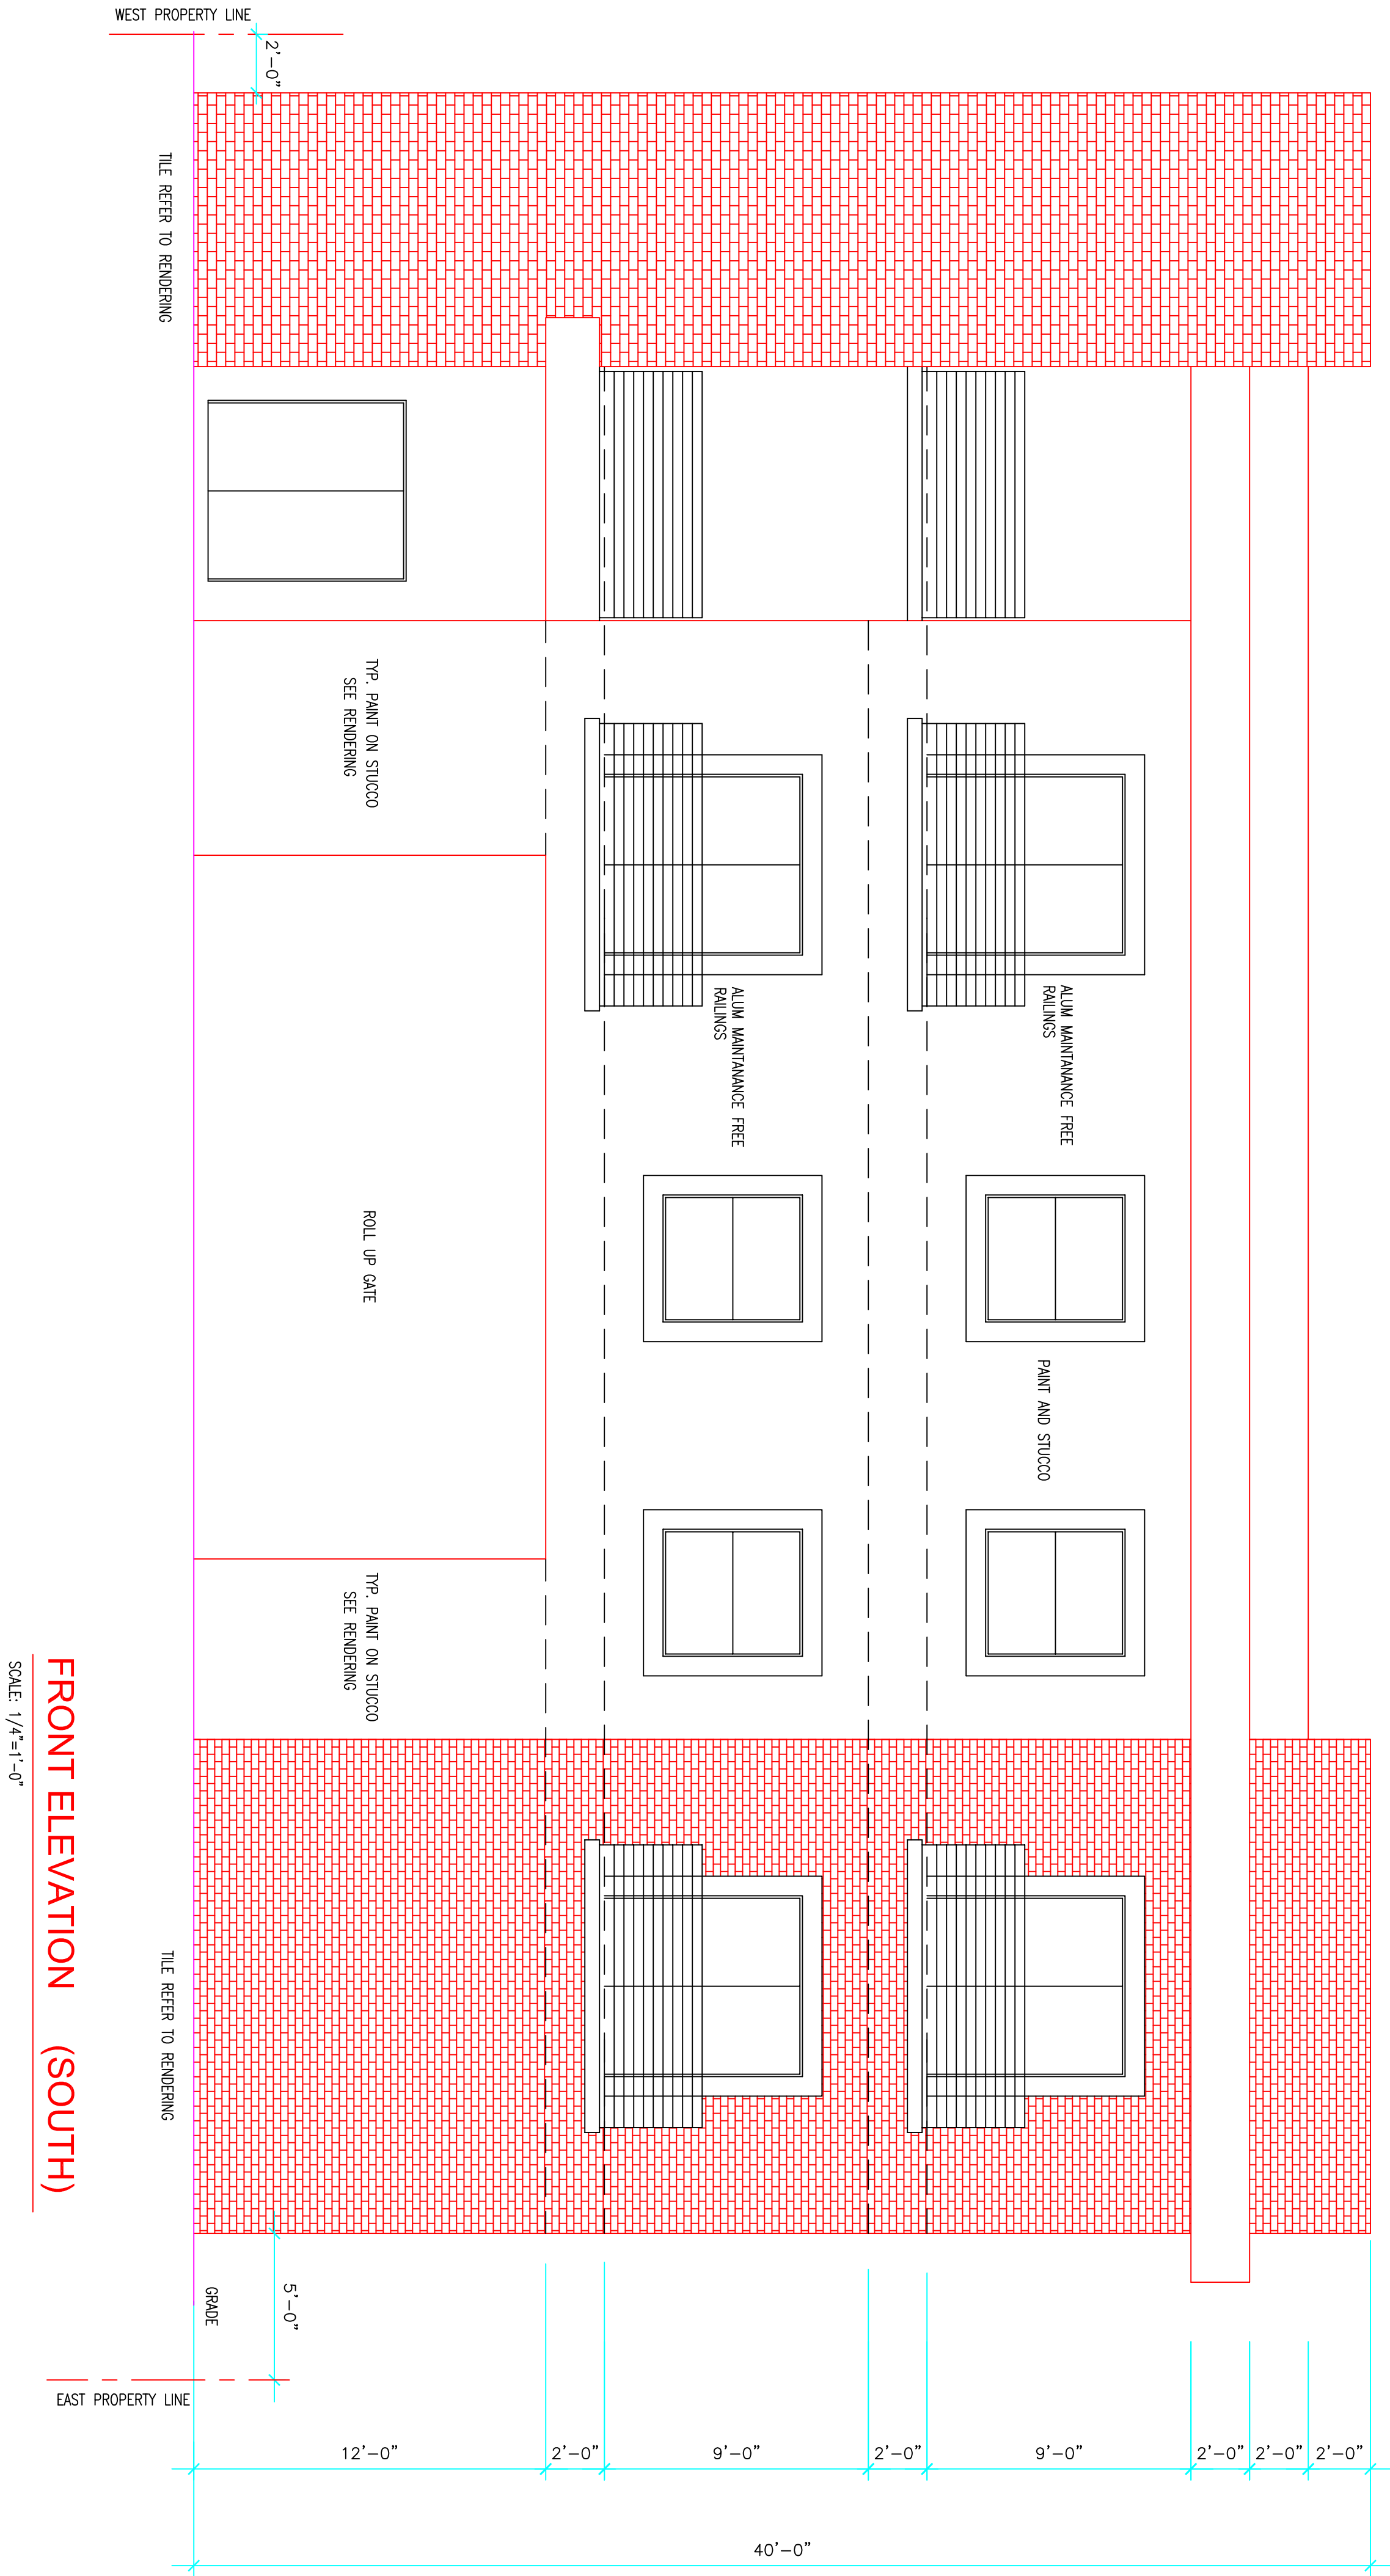 WEST PROPERTY LINE
2'-0"
TILE REFER TO RENDERING
TYP. PAINT ON STUCCO
SEE RENDERING
ALUM MAINTANANCE FREE
RAILINGS
ALUM MAINTANANCE FREE
RAILINGS
ROLL UP GATE
PAINT AND STUCCO
TYP. PAINT ON STUCCO
SEE RENDERING
TILE REFER TO RENDERING
FRONT ELEVATION (SOUTH)
SCALE: 1/4"=1'-0"
GRADE
5'-0"
EAST PROPERTY LINE
12'-0"
2'-0"
9'-0"
2'-0"
9'-0"
2'-0"
2'-0"
2'-0"
40'-0"